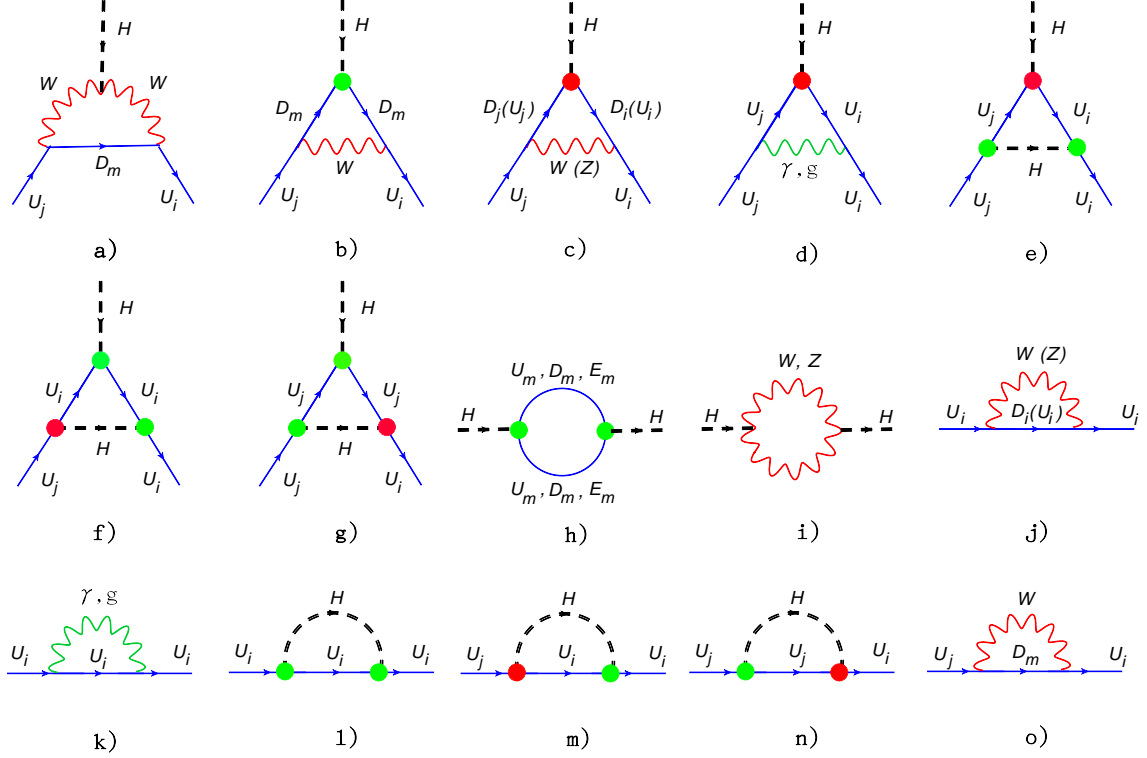 H
W W
D_m
U_j U_i
a)
H
D_m D_m
W
U_j U_i
b)
H
D_j(U_j) D_i(U_i)
W (Z)
U_j U_i
c)
H
U_j U_i
γ,g
U_j U_i
d)
H
U_j U_i
H
U_j U_i
e)
H
U_i U_i
H
U_j U_i
f)
H
U_j U_j
H
U_j U_i
g)
U_m, D_m, E_m
H H
U_m, D_m, E_m
h)
W, Z
H H
i)
W (Z)
U_i D_i(U_i) U_i
j)
γ,g
U_i U_i U_i
k)
H
U_i U_i U_i
l)
H
U_j U_i U_i
m)
H
U_j U_j U_i
n)
W
U_j D_m U_i
o)